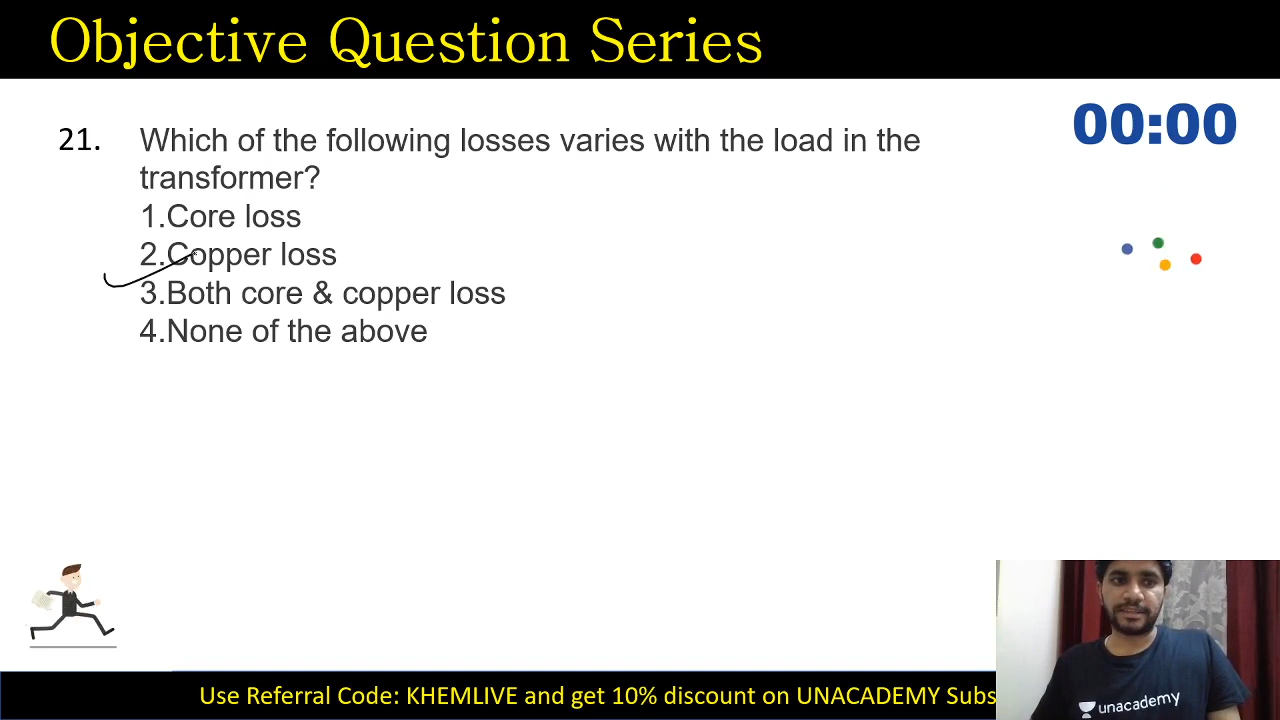 Objective Question Series
00:00
21. Which of the following losses varies with the load in the
transformer?
1.Core loss
2.Copper loss
3.Both core & copper loss
4.None of the above
unacademy
Use Referral Code: KHEMLIVE and get 10% discount on UNACADEMY Subs